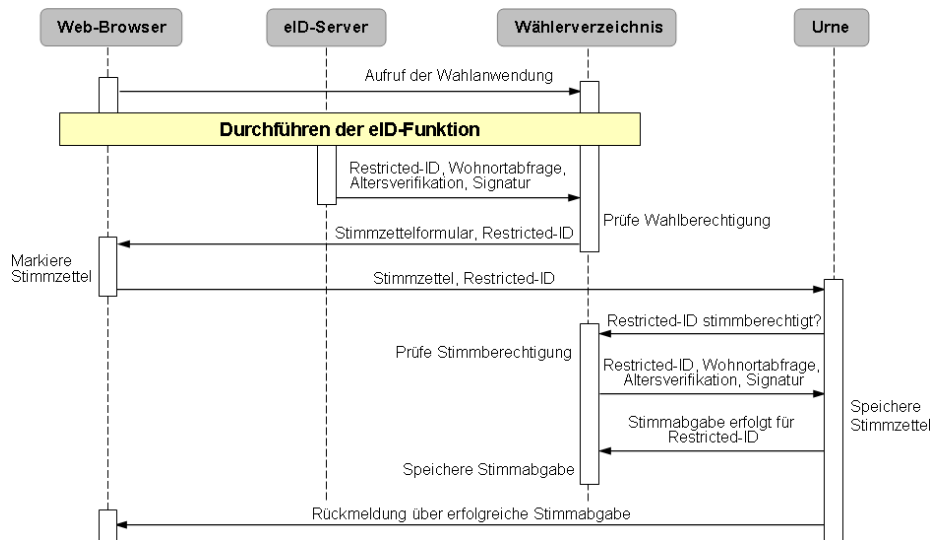 Web-Browser
eID-Server
Wählerverzeichnis
Urne
Aufruf der Wahlanwendung
Durchführen der eID-Funktion
Restricted-ID, Wohnortabfrage,
Altersverifikation, Signatur
Prüfe Wahlberechtigung
Stimmzettelformular, Restricted-ID
Markiere
Stimmzettel
Stimmzettel, Restricted-ID
Restricted-ID stimmberechtigt?
Prüfe Stimmberechtigung
Restricted-ID, Wohnortabfrage,
Altersverifikation, Signatur
Speichere
Stimmzettel
Stimmabgabe erfolgt für
Restricted-ID
Speichere Stimmabgabe
Rückmeldung über erfolgreiche Stimmabgabe